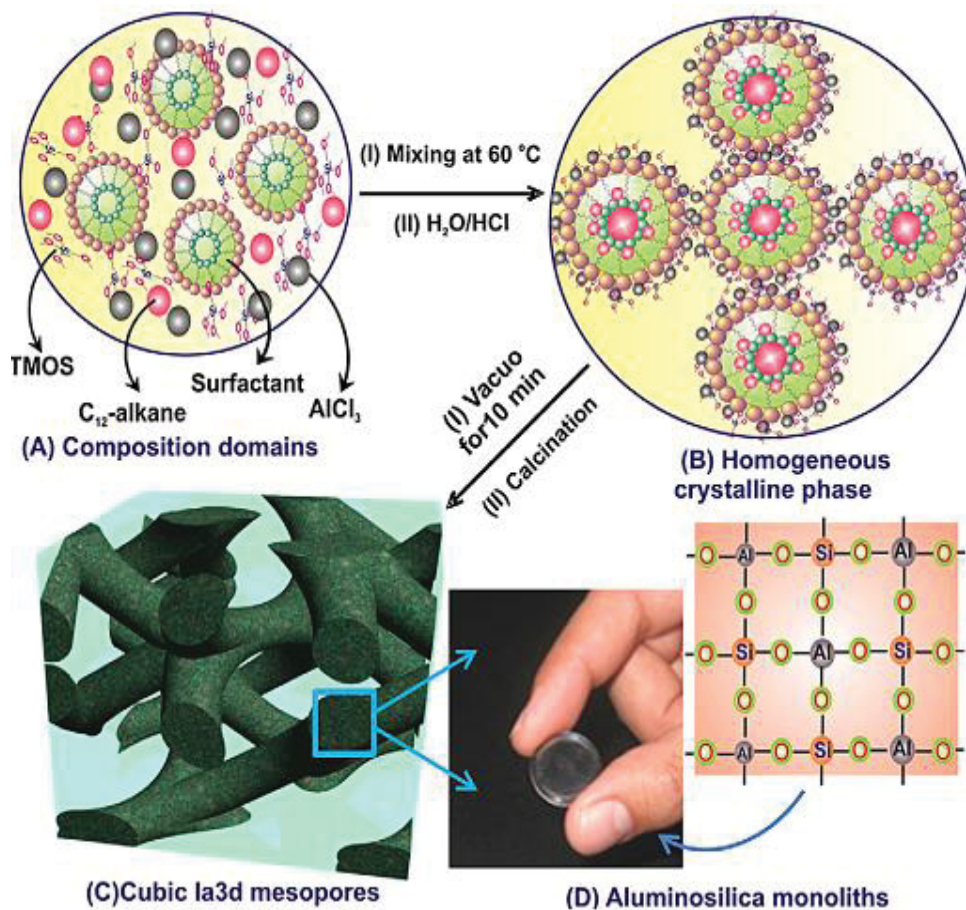 (I) Mixing at 60 °C
(II) H₂O/HCl
TMOS
C₁₂-alkane
Surfactant
AlCl₃
(A) Composition domains
(I) Vacuo
for10 min
(II) Calcination
(B) Homogeneous
crystalline phase
O Al O Si O Al O
O O O
O Si O Al O Si O
O O O
O Al O Si O Al O
(C)Cubic Ia3d mesopores
(D) Aluminosilica monoliths